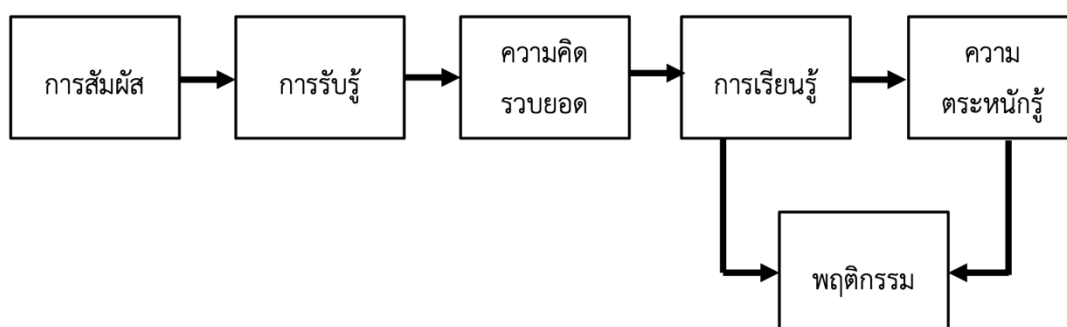 การสัมผัส
การรับรู้
ความคิด
รวบยอด
การเรียนรู้
ความ
ตระหนักรู้
พฤติกรรม